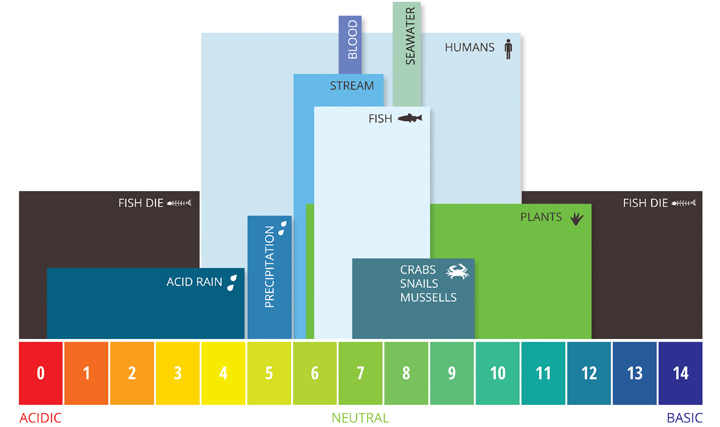 BLOOD
SEAWATER
HUMANS
STREAM
FISH
FISH DIE
FISH DIE
PLANTS
PRECIPITATION
ACID RAIN
CRABS
SNAILS
MUSSELLS
0 1 2 3 4 5 6 7 8 9 10 11 12 13 14
ACIDIC NEUTRAL BASIC